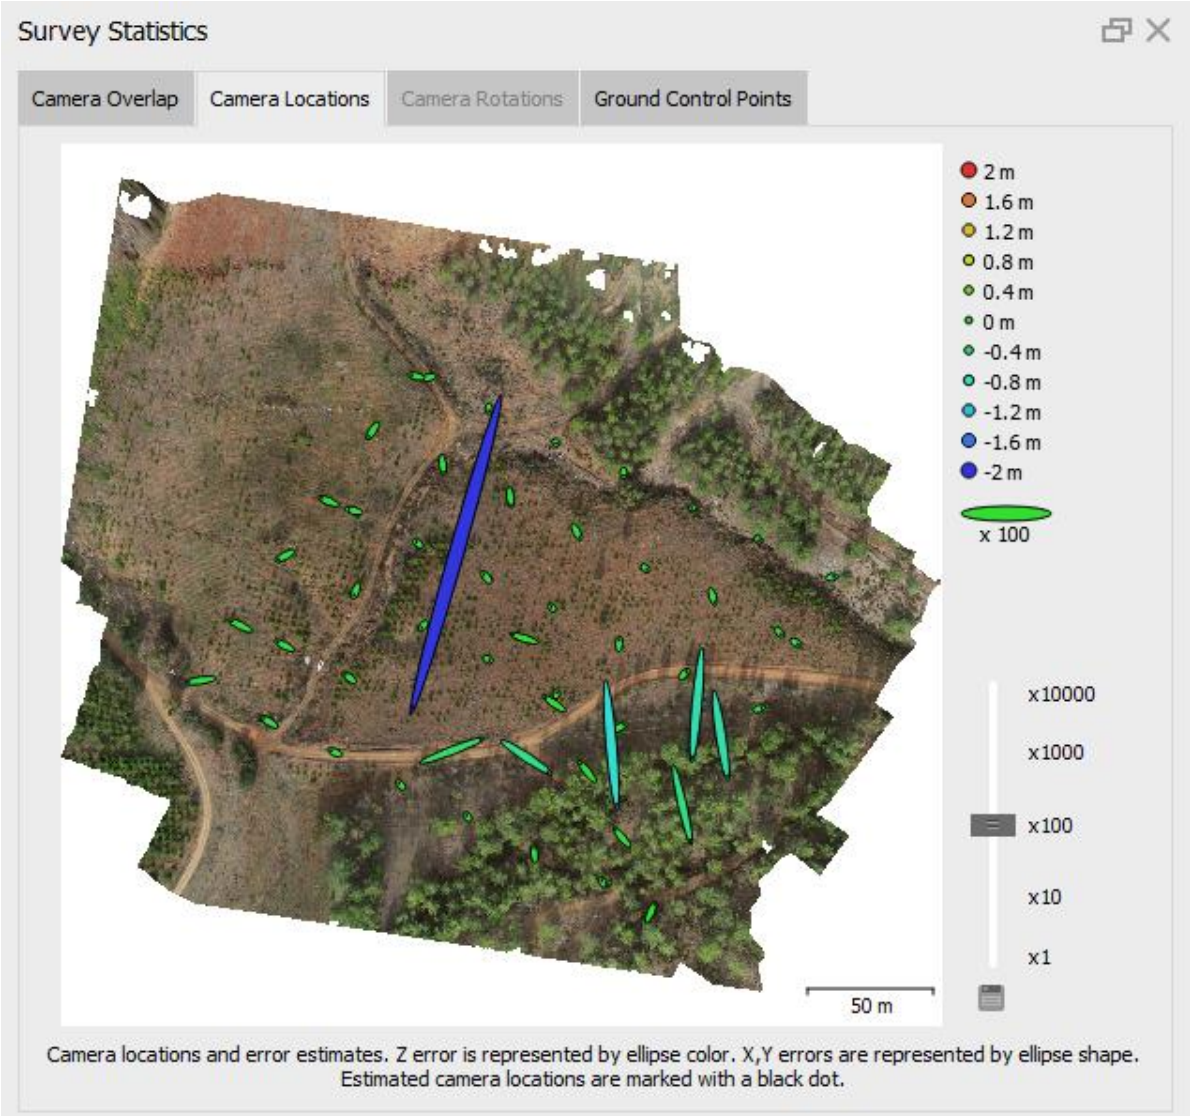 Survey Statistics
Camera Overlap
Camera Locations
Camera Rotations
Ground Control Points
2 m
1.6 m
1.2 m
0.8 m
0.4 m
0 m
-0.4 m
-0.8 m
-1.2 m
-1.6 m
-2 m
x 100
x10000
x1000
x100
x10
x1
50 m
Camera locations and error estimates. Z error is represented by ellipse color. X,Y errors are represented by ellipse shape.
Estimated camera locations are marked with a black dot.